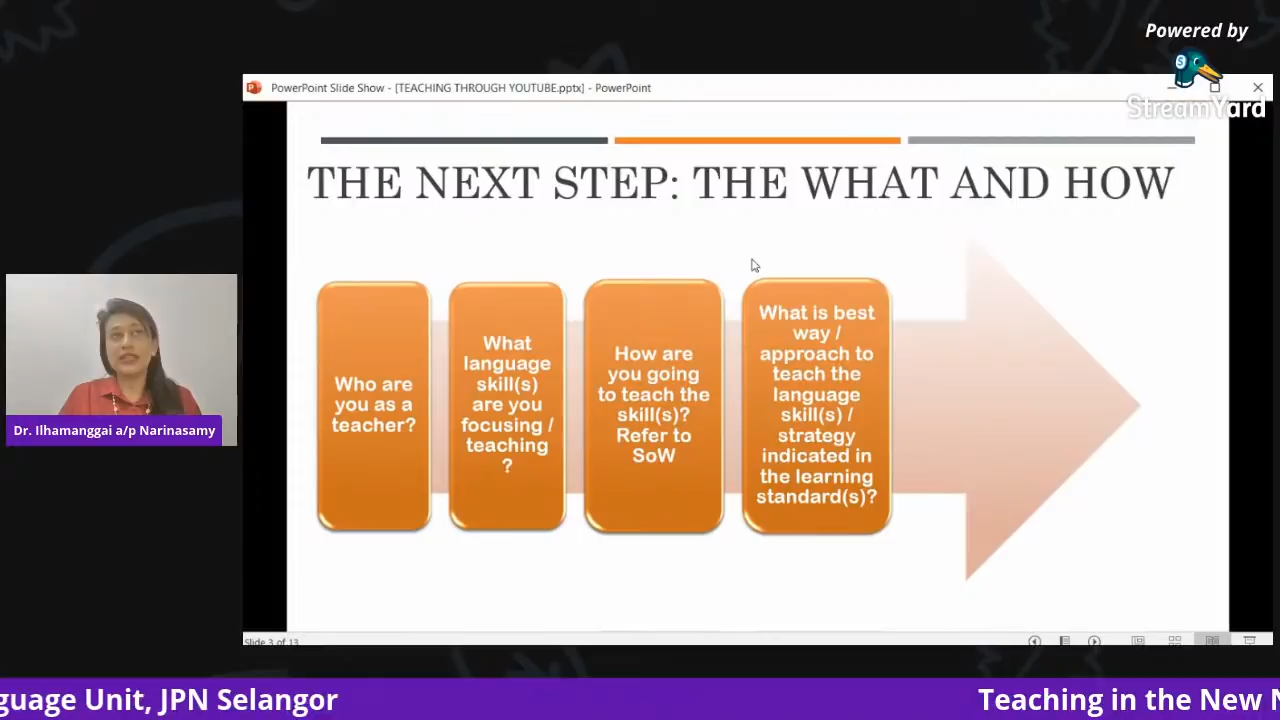 Powered by
StreamYard
PowerPoint Slide Show - [TEACHING THROUGH YOUTUBE.pptx] - PowerPoint
THE NEXT STEP: THE WHAT AND HOW
Who are
you as a
teacher?
What
language
skill(s)
are you
focusing /
teaching
?
How are
you going
to teach the
skill(s)?
Refer to
SoW
What is best
way /
approach to
teach the
language
skill(s) /
strategy
indicated in
the learning
standard(s)?
Dr. Ilhamanggai a/p Narinasamy
Slide 3 of 13
guage Unit, JPN Selangor
Teaching in the New N